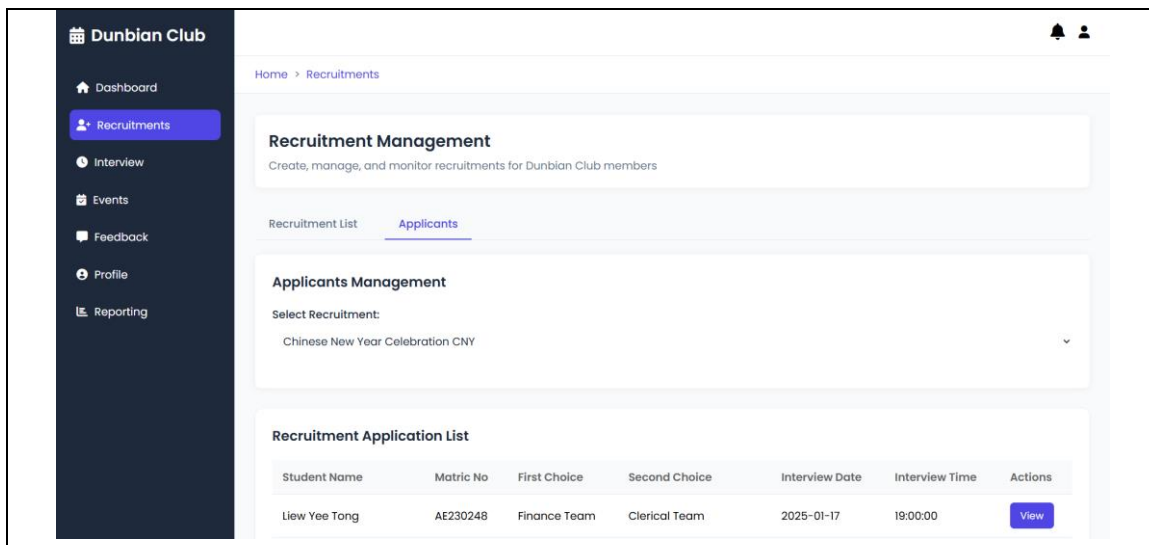 Dunbian Club
Home > Recruitments
Dashboard
Recruitments
Interview
Events
Feedback
Profile
Reporting
Recruitment Management
Create, manage, and monitor recruitments for Dunbian Club members
Recruitment List Applicants
Applicants Management
Select Recruitment:
Chinese New Year Celebration CNY
Recruitment Application List
Student Name Matric No First Choice Second Choice Interview Date Interview Time Actions
Liew Yee Tong AE230248 Finance Team Clerical Team 2025-01-17 19:00:00 View